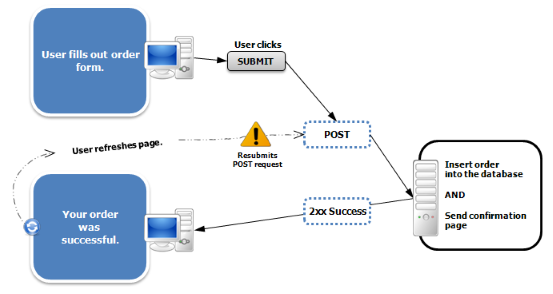 User fills out order
form.
User clicks
SUBMIT
POST
User refreshes page.
Resubmits
POST request
Insert order
into the database
AND
Send confirmation
page
2xx Success
Your order
was
successful.